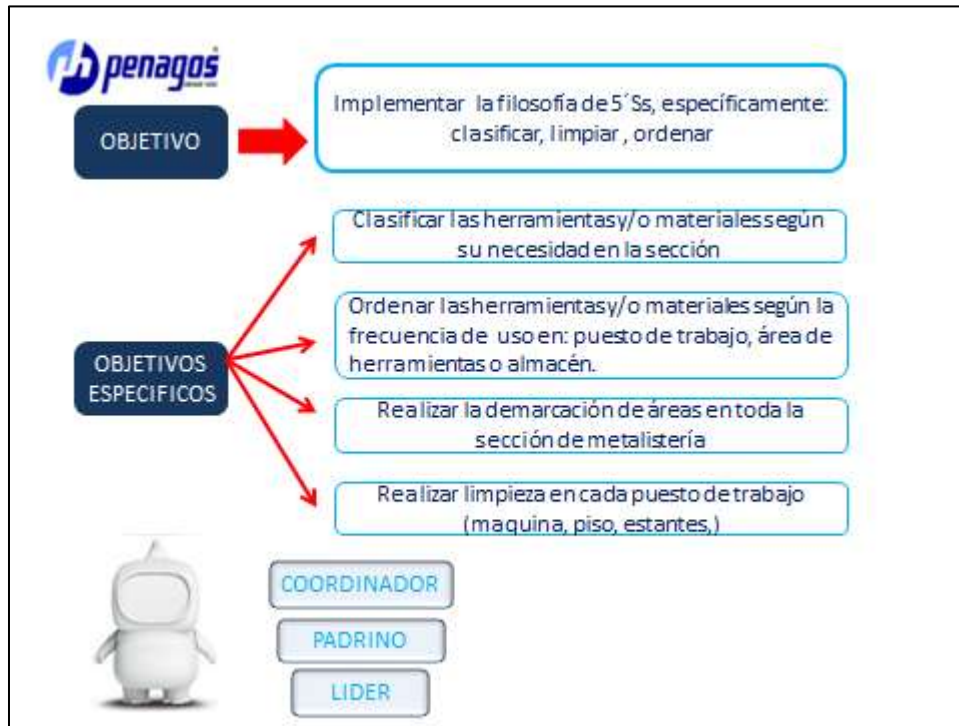 penagos
OBJETIVO
Implementar la filosofía de 5´Ss, específicamente:
clasificar, limpiar , ordenar
Clasificar las herramientas y/o materiales según
su necesidad en la sección
Ordenar las herramientas y/o materiales según la
frecuencia de uso en: puesto de trabajo, área de
herramientas o almacén.
OBJETIVOS
ESPECIFICOS
Realizar la demarcación de áreas en toda la
sección de metalistería
Realizar limpieza en cada puesto de trabajo
(maquina, piso, estantes,)
COORDINADOR
PADRINO
LIDER